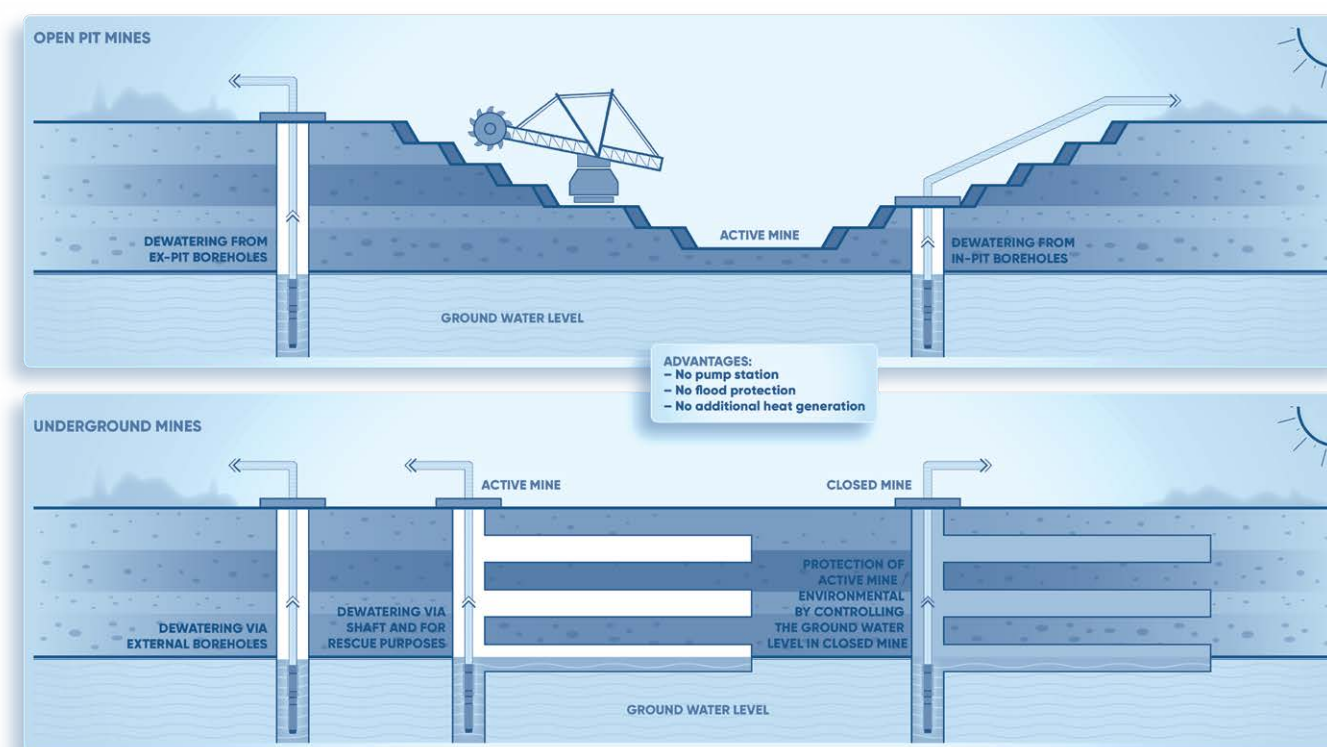 OPEN PIT MINES
DEWATERING FROM
EX-PIT BOREHOLES
ACTIVE MINE
DEWATERING FROM
IN-PIT BOREHOLES
GROUND WATER LEVEL
ADVANTAGES:
– No pump station
– No flood protection
– No additional heat generation
UNDERGROUND MINES
ACTIVE MINE
CLOSED MINE
DEWATERING VIA
EXTERNAL BOREHOLES
DEWATERING VIA
SHAFT AND FOR
RESCUE PURPOSES
PROTECTION OF
ACTIVE MINE /
ENVIRONMENTAL
BY CONTROLLING
THE GROUND WATER
LEVEL IN CLOSED MINE
GROUND WATER LEVEL